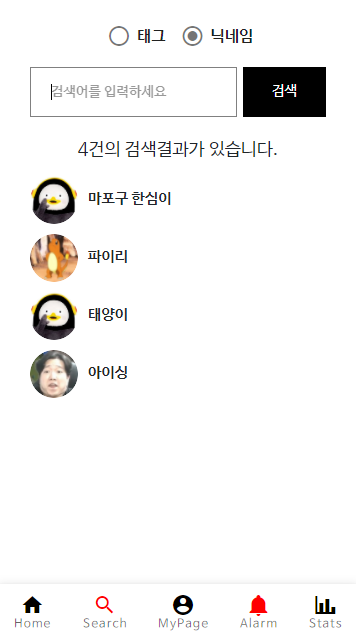 태그 닉네임
검색어를 입력하세요 검색
4건의 검색결과가 있습니다.
마포구 한심이
파이리
태양이
아이싱
Home Search MyPage Alarm Stats